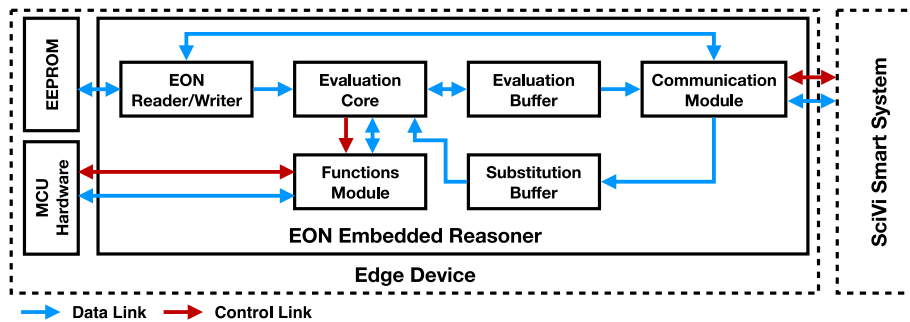 EEPROM
EON
Reader/Writer
Evaluation
Core
Evaluation
Buffer
Communication
Module
MCU
Hardware
Functions
Module
Substitution
Buffer
EON Embedded Reasoner
Edge Device
SciVi Smart System
Data Link
Control Link